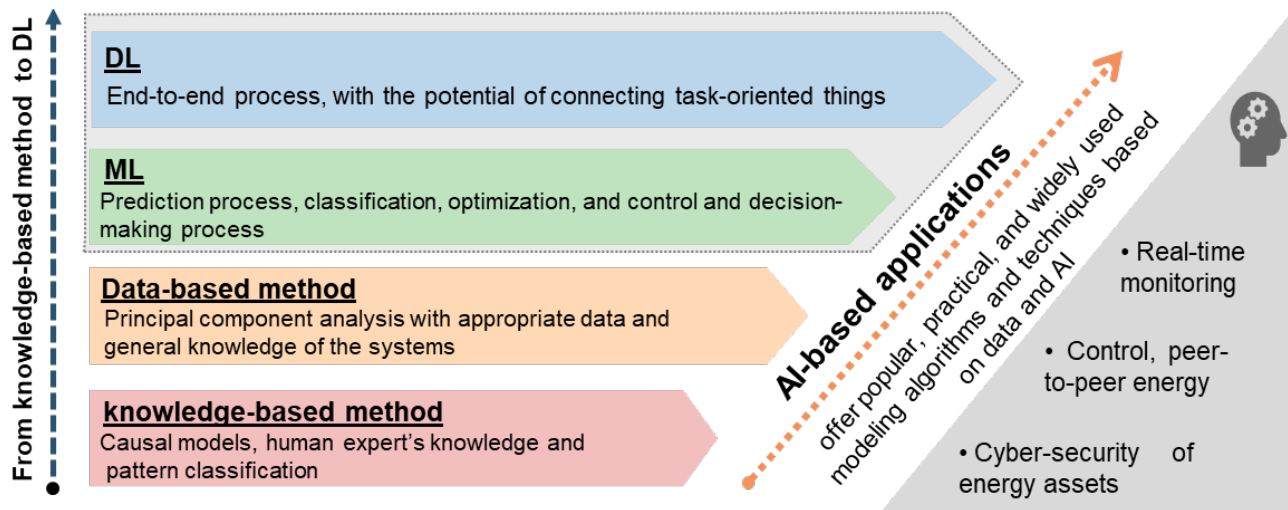 From knowledge-based method to DL
DL
End-to-end process, with the potential of connecting task-oriented things
ML
Prediction process, classification, optimization, and control and decision-
making process
Data-based method
Principal component analysis with appropriate data and
general knowledge of the systems
knowledge-based method
Causal models, human expert's knowledge and
pattern classification
AI-based applications
offer popular, practical, and widely used
modeling algorithms and techniques based
on data and AI
• Real-time
monitoring
• Control, peer-
to-peer energy
• Cyber-security of
energy assets